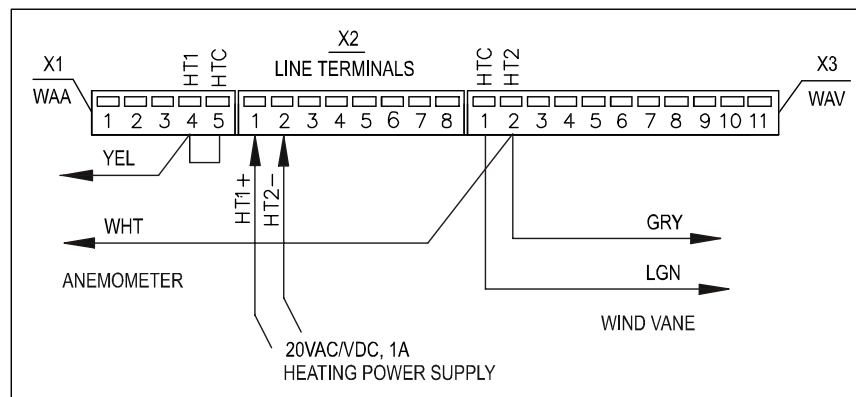 X1
WAA
HT1
HTC
X2
LINE TERMINALS
HTC
HT2
X3
WAV
1 2 3 4 5
1 2 3 4 5 6 7 8
1 2 3 4 5 6 7 8 9 10 11
YEL
HT1+
HT2-
WHT
GRY
ANEMOMETER
LGN
WIND VANE
20VAC/VDC, 1A
HEATING POWER SUPPLY